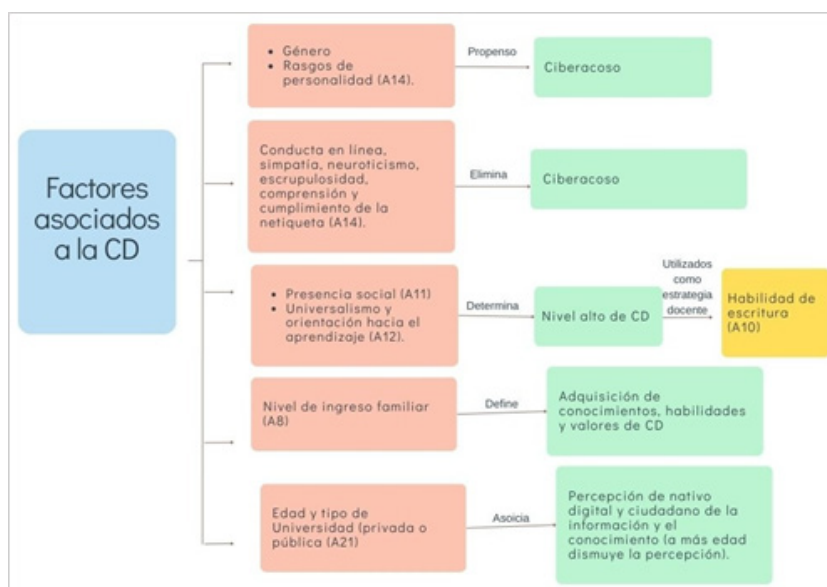 Factores
asociados
a la CD
• Género
• Rasgos de
personalidad (A14).
Propenso
Ciberacoso
Conducta en línea,
simpatía, neuroticismo,
escrupulosidad,
comprensión y
cumplimiento de la
netiqueta (A14).
Elimina
Ciberacoso
• Presencia social (A11)
• Universalismo y
orientación hacia el
aprendizaje (A12).
Determina
Nivel alto de CD
Utilizados
como
estrategia
docente
Habilidad de
escritura
(A10)
Nivel de ingreso familiar
(A8)
Define
Adquisición de
conocimientos, habilidades
y valores de CD
Edad y tipo de
Universidad (privada o
pública (A21)
Asoicia
Percepción de nativo
digital y ciudadano de la
información y el
conocimiento (a más edad
dismuye la percepción).